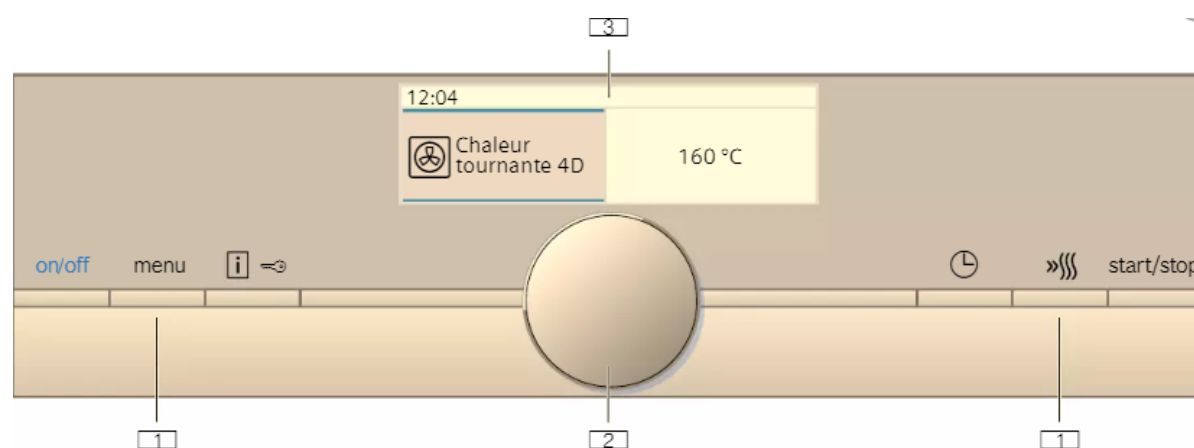 3
12:04
Chaleur
tournante 4D
160 °C
on/off menu i start/stop
1 2 1